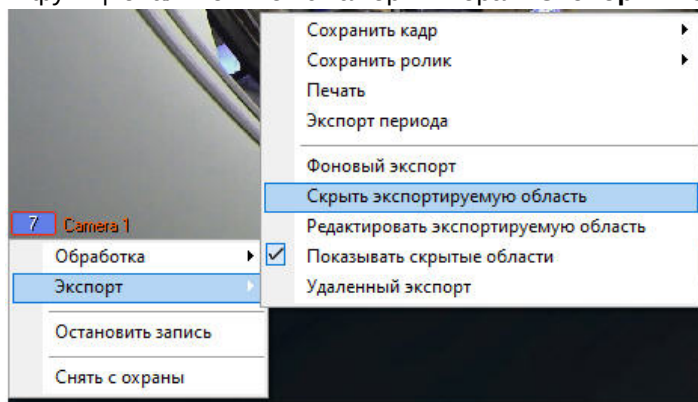 Сохранить кадр
Сохранить ролик
Печать
Экспорт периода
Фоновый экспорт
Скрыть экспортируемую область
Редактировать экспортируемую область
Показывать скрытые области
Удаленный экспорт
7 Camera 1
Обработка
Экспорт
Остановить запись
Снять с охраны